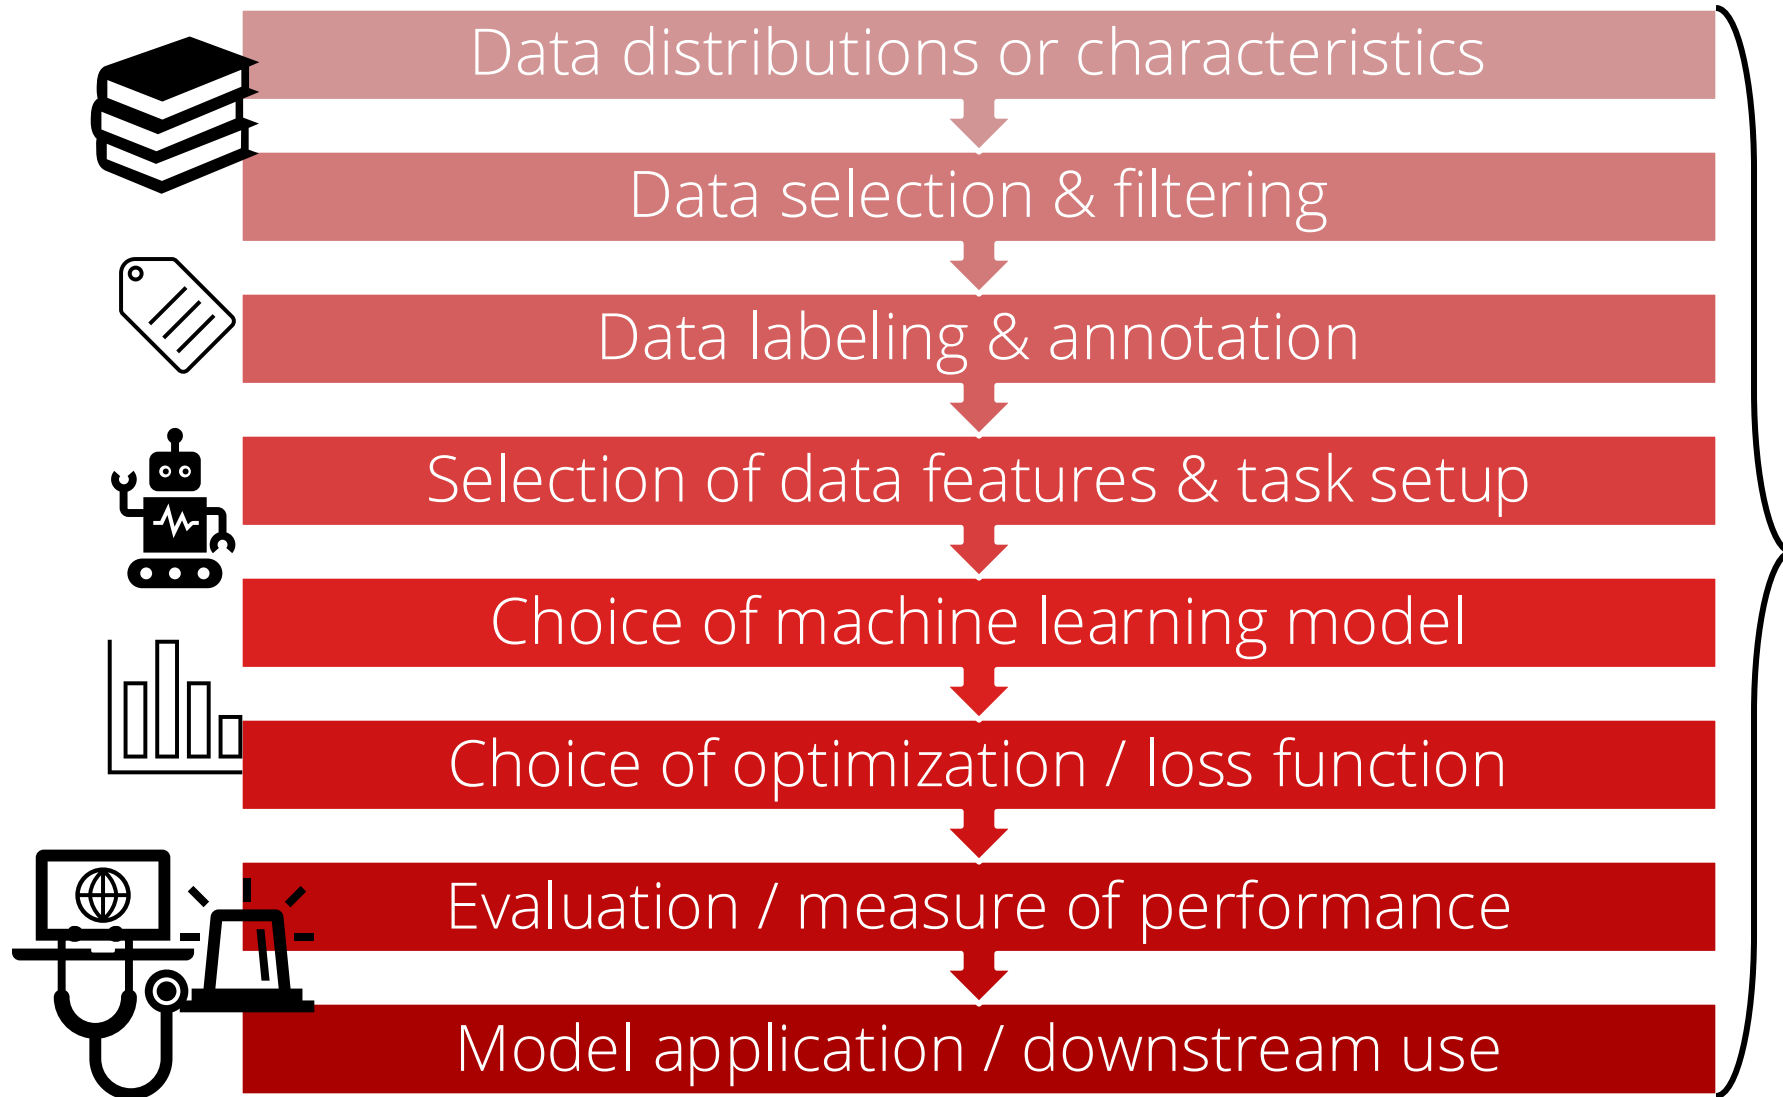 Data distributions or characteristics
Data selection & filtering
Data labeling & annotation
Selection of data features & task setup
Choice of machine learning model
Choice of optimization / loss function
Evaluation / measure of performance
Model application / downstream use